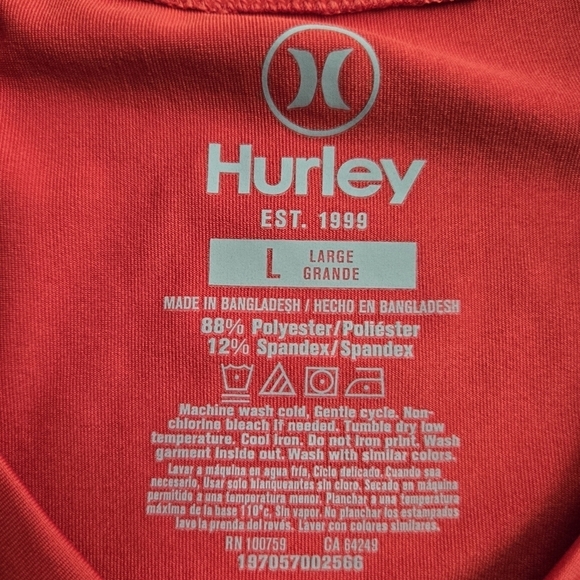 Hurley
EST. 1999
L LARGE
GRANDE
MADE IN BANGLADESH / HECHO EN BANGLADESH
88% Polyester/Poliéster
12% Spandex/Spandex
Machine wash cold. Gentle cycle. Non-
chlorine bleach if needed. Tumble dry low
temperature. Cool iron. Do not iron print. Wash
garment inside out. Wash with similar colors.
Lavar a máquina en agua fría. Ciclo delicado. Cuando sea
necesario, Usar solo blanqueantes sin cloro. Secado en máquina
permitido a una temperatura menor. Planchar a una temperatura
máxima de la base 110°c. Sin vapor. No planchar los estampados
lave la prenda del revés. Lavar con colores similares.
RN 100759 CA 64249
197057002566